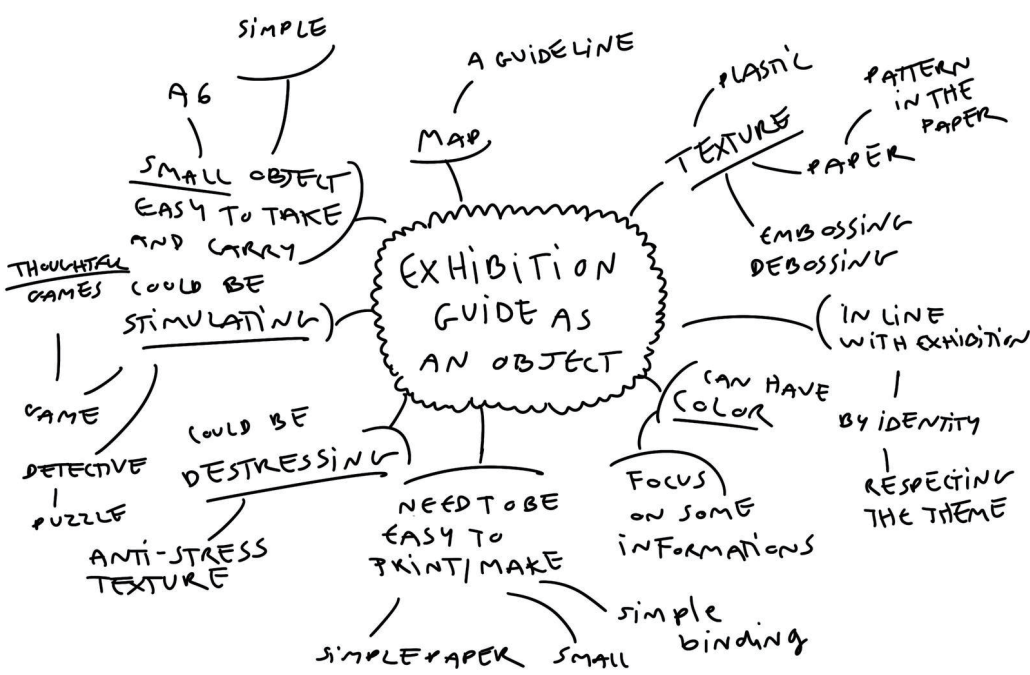 EXHIBITION
GUIDE AS
AN OBJECT
MAP
A GUIDELINE
TEXTURE
PLASTIC
PAPER
PATTERN
IN THE
PAPER
EMBOSSING
DEBOSSING
IN LINE
WITH EXHIBITION
BY IDENTITY
RESPECTING
THE THEME
CAN HAVE
COLOR
FOCUS
ON SOME
INFORMATIONS
NEED TO BE
EASY TO
PRINT/MAKE
simple
binding
SMALL
SIMPLE PAPER
COULD BE
DESTRESSING
ANTI-STRESS
TEXTURE
COULD BE
STIMULATING
GAME
THOUGHTFUL
GAMES
DETECTIVE
PUZZLE
SMALL OBJECT
EASY TO TAKE
AND CARRY
A6
SIMPLE